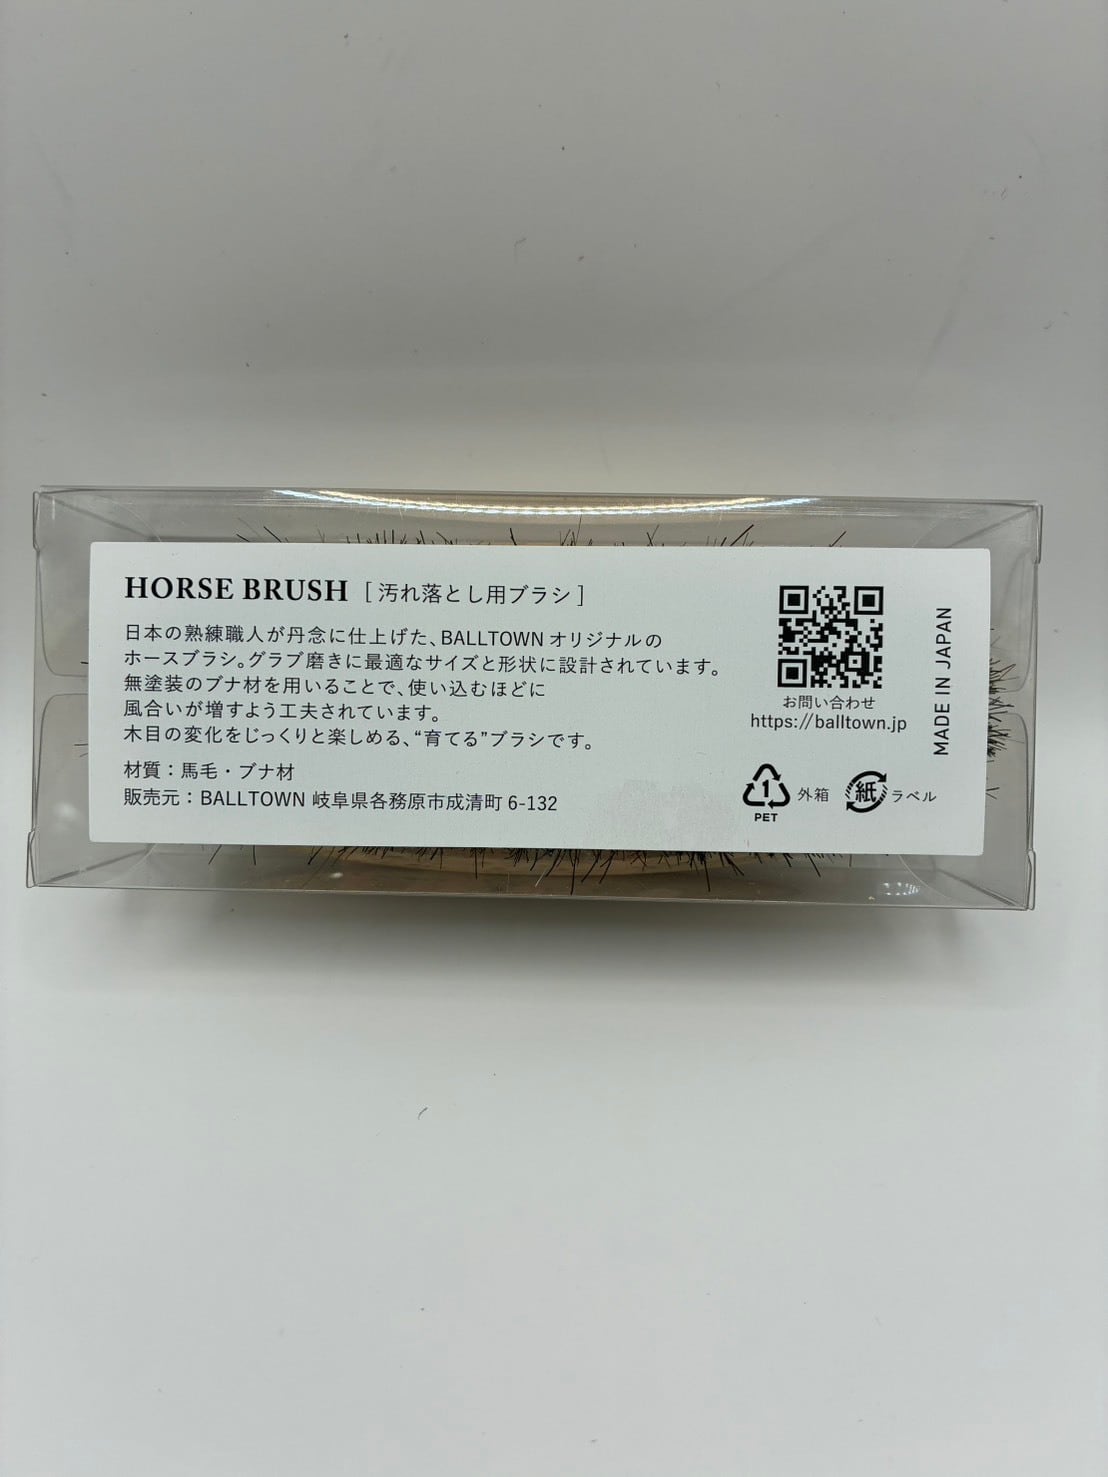 HORSE BRUSH [汚れ落とし用ブラシ]
日本の熟練職人が丹念に仕上げた、BALLTOWN オリジナルの
ホースブラシ。グラブ磨きに最適なサイズと形状に設計されています。
無塗装のブナ材を用いることで、使い込むほどに
風合いが増すよう工夫されています。
木目の変化をじっくりと楽しめる、“育てる”ブラシです。
材質：馬毛・ブナ材
販売元：BALLTOWN 岐阜県各務原市成清町 6-132
お問い合わせ
https://balltown.jp
MADE IN JAPAN
1 外箱
PET
紙 ラベル